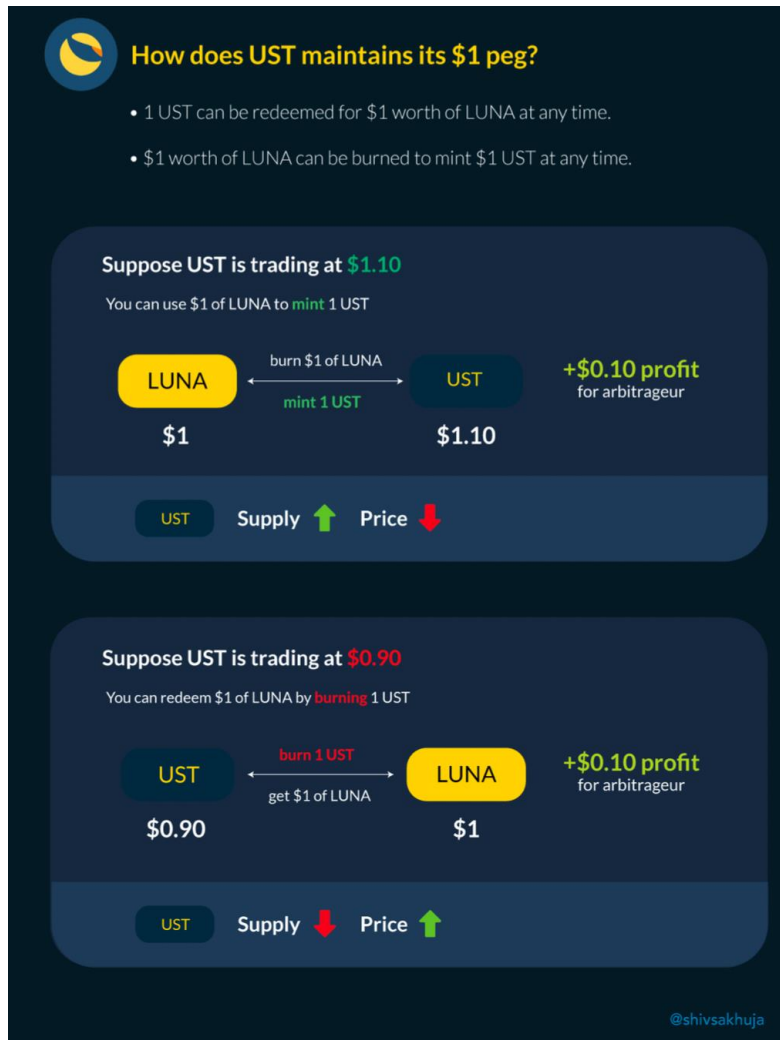 How does UST maintains its $1 peg?
• 1 UST can be redeemed for $1 worth of LUNA at any time.
• $1 worth of LUNA can be burned to mint $1 UST at any time.
Suppose UST is trading at $1.10
You can use $1 of LUNA to mint 1 UST
LUNA
burn $1 of LUNA
mint 1 UST
UST
+$0.10 profit
for arbitrageur
$1
$1.10
UST
Supply
Price
Suppose UST is trading at $0.90
You can redeem $1 of LUNA by burning 1 UST
UST
burn 1 UST
get $1 of LUNA
LUNA
+$0.10 profit
for arbitrageur
$0.90
$1
UST
Supply
Price
@shivsakhuja